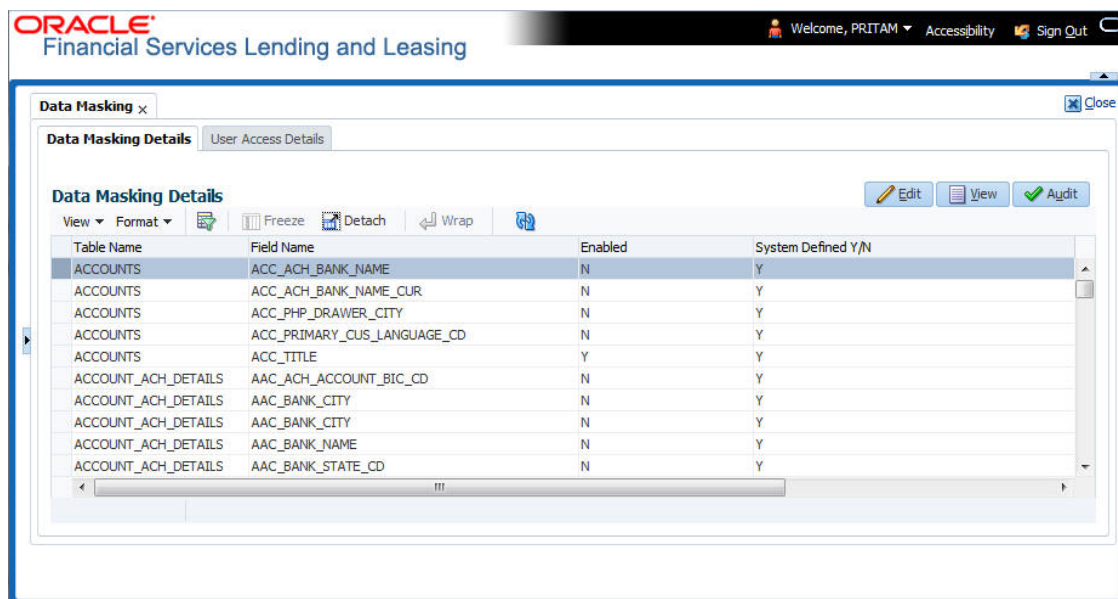 ORACLE
Welcome, PRITAM Accessibility Sign Out
Financial Services Lending and Leasing
Data Masking x Close
Data Masking Details User Access Details
Data Masking Details Edit View Audit
View Format Freeze Detach Wrap
Table Name Field Name Enabled System Defined Y/N
ACCOUNTS ACC_ACH_BANK_NAME N Y
ACCOUNTS ACC_ACH_BANK_NAME_CUR N Y
ACCOUNTS ACC_PHP_DRAWER_CITY N Y
ACCOUNTS ACC_PRIMARY_CUS_LANGUAGE_CD N Y
ACCOUNTS ACC_TITLE Y Y
ACCOUNT_ACH_DETAILS AAC_ACH_ACCOUNT_BIC_CD N Y
ACCOUNT_ACH_DETAILS AAC_BANK_CITY N Y
ACCOUNT_ACH_DETAILS AAC_BANK_CITY N Y
ACCOUNT_ACH_DETAILS AAC_BANK_NAME N Y
ACCOUNT_ACH_DETAILS AAC_BANK_STATE_CD N Y